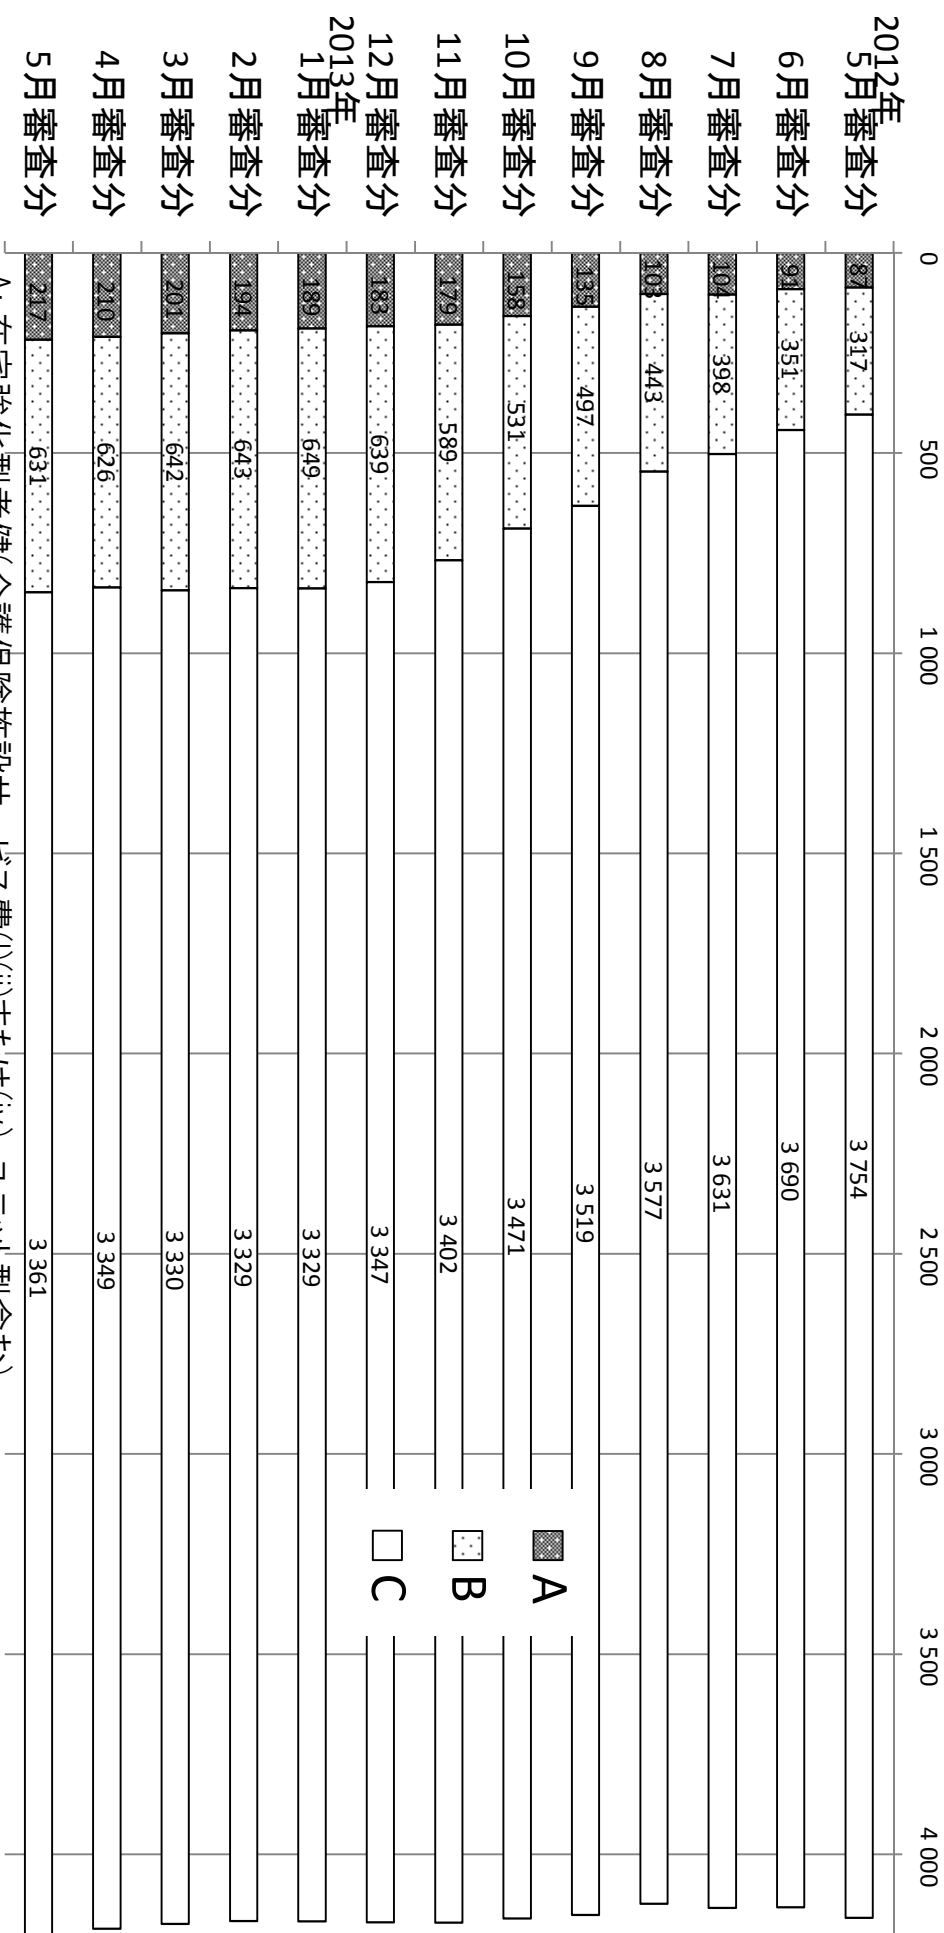 0 500 1 000 1 500 2 000 2 500 3 000 3 500 4 000
2012年
5月審査分 87 317 3 754
6月審査分 91 351 3 690
7月審査分 104 398 3 631
8月審査分 103 443 3 577
9月審査分 135 497 3 519
10月審査分 158 531 3 471
11月審査分 179 589 3 402
12月審査分 183 639 3 347
2013年
1月審査分 189 649 3 329
2月審査分 194 643 3 329
3月審査分 201 642 3 330
4月審査分 210 626 3 349
5月審査分 217 631 3 361
A
B
C